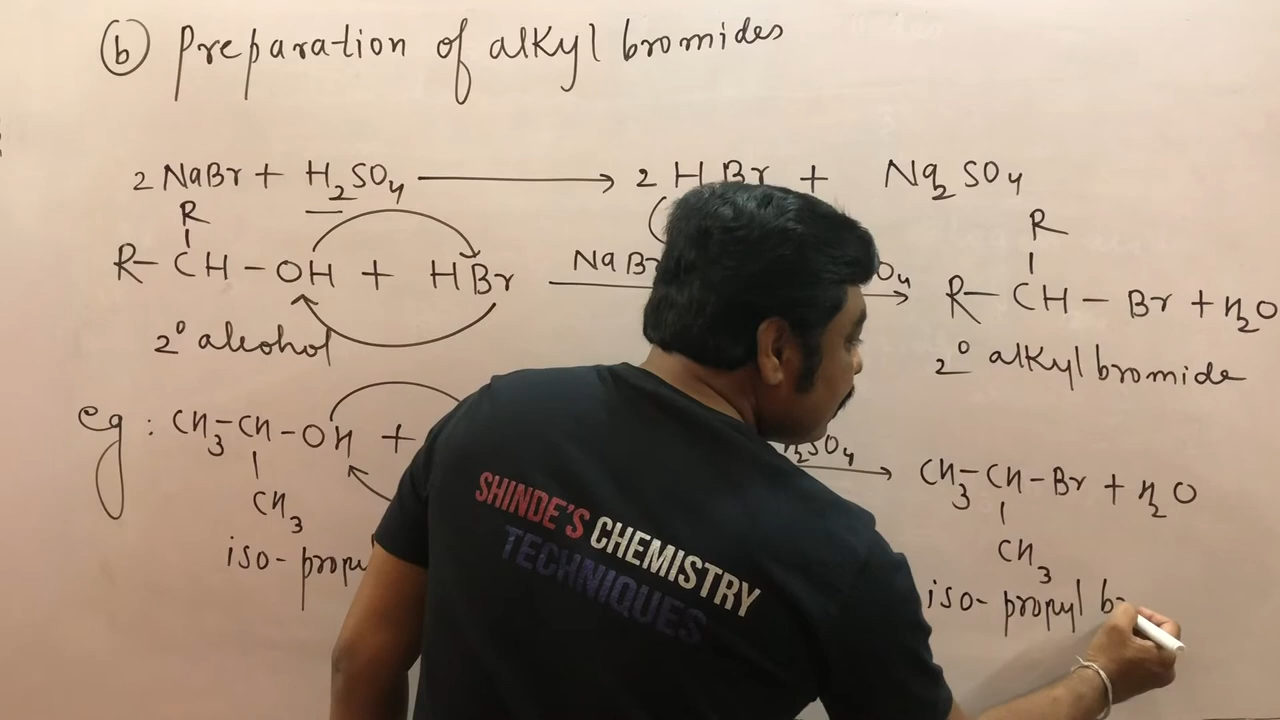 (b) Preparation of alkyl bromides
2 NaBr + H2SO4 → 2 HBr + Na2SO4
R
R
R-CH-OH + HBr NaBr O4 → R-CH-Br + H2O
2° alcohol
2° alkyl bromide
eg : CH3-CH-OH + H2SO4 → CH3-CH-Br + H2O
CH3
CH3
iso-
iso-propyl
SHINDE'S CHEMISTRY
TECHNIQUES